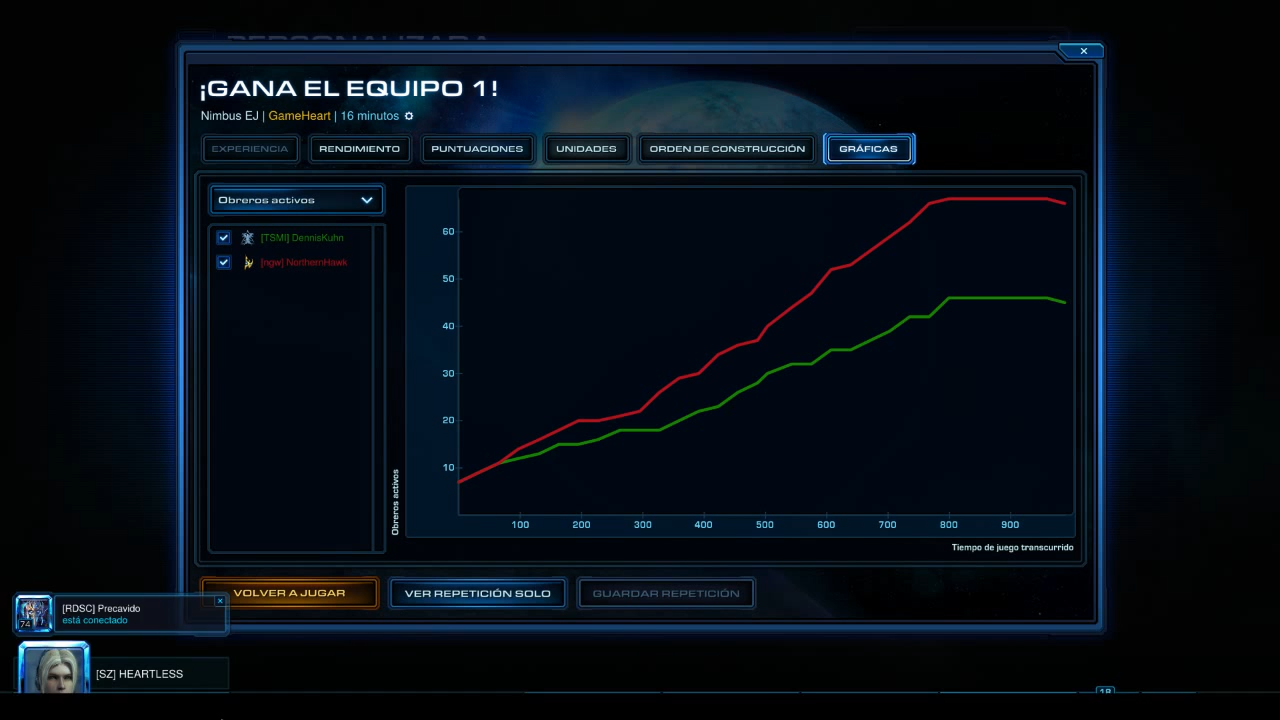 PERSONALIZADA
¡GANA EL EQUIPO 1!
Nimbus EJ | GameHeart | 16 minutos
EXPERIENCIA
RENDIMIENTO
PUNTUACIONES
UNIDADES
ORDEN DE CONSTRUCCIÓN
GRÁFICAS
Obreros activos
[TSMI] DennisKuhn
[ngw] NorthernHawk
60
50
40
30
20
10
Obreros activos
100 200 300 400 500 600 700 800 900
Tiempo de juego transcurrido
VOLVER A JUGAR
VER REPETICIÓN SOLO
GUARDAR REPETICIÓN
[RDSC] Precavido
está conectado
74
[SZ] HEARTLESS
18